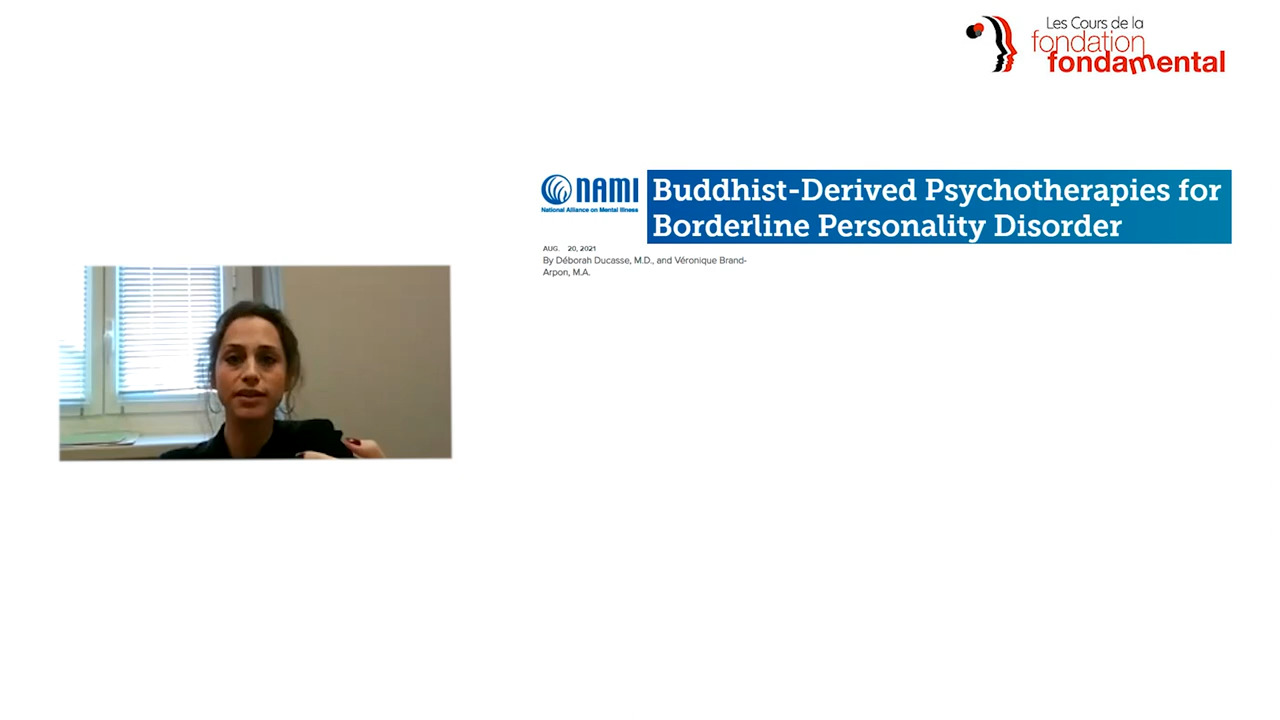 Les Cours de la
fondation
fondamental
NAMI
National Alliance on Mental Illness
Buddhist-Derived Psychotherapies for
Borderline Personality Disorder
AUG. 20, 2021
By Déborah Ducasse, M.D., and Véronique Brand-
Arpon, M.A.